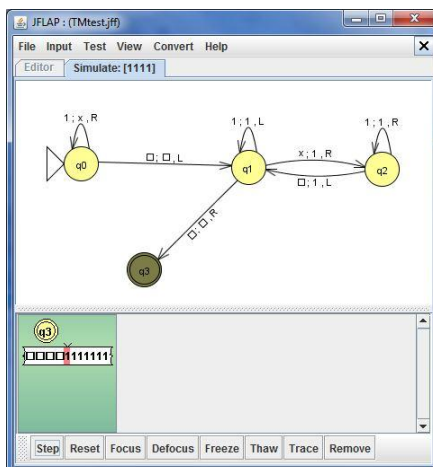 JFLAP : (TMtest.jff)
File Input Test View Convert Help
Editor Simulate: [1111]
1 ; x , R
1 ; 1 , L
1 ; 1 , R
q0
□ ; □ , L
q1
x ; 1 , R
q2
□ ; 1 , L
□ ; □ , R
q3
q3
□□□□1111111
Step Reset Focus Defocus Freeze Thaw Trace Remove